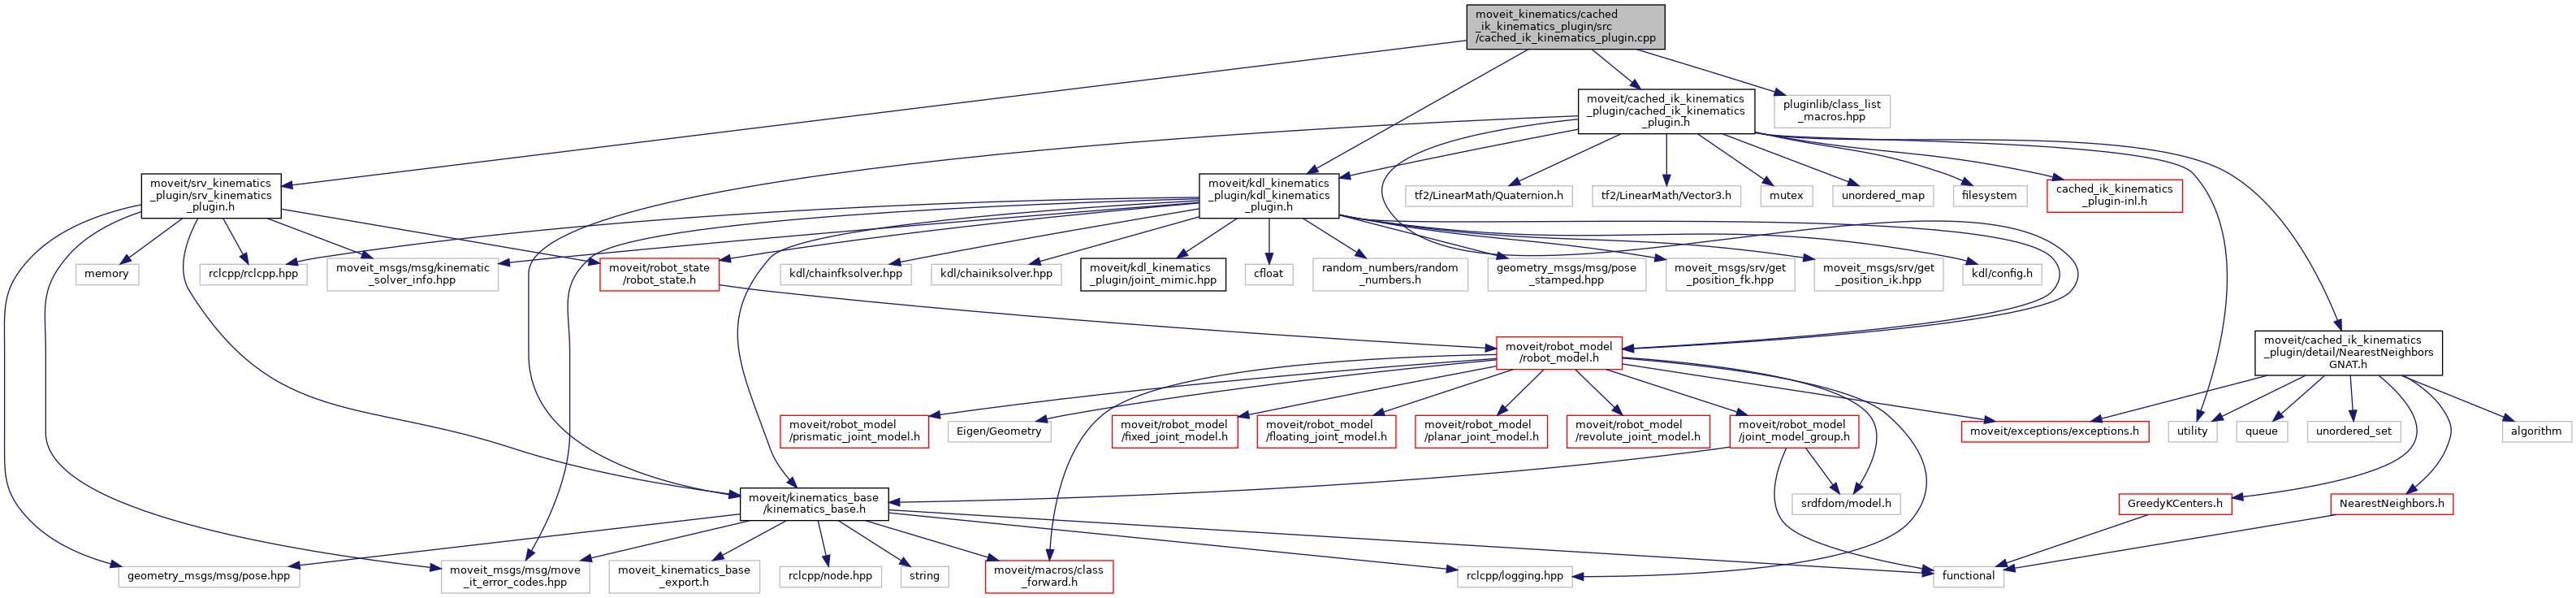 moveit_kinematics/cached
_ik_kinematics_plugin/src
/cached_ik_kinematics_plugin.cpp
moveit/cached_ik_kinematics
_plugin/cached_ik_kinematics
_plugin.h
pluginlib/class_list
_macros.hpp
moveit/srv_kinematics
_plugin/srv_kinematics
_plugin.h
moveit/kdl_kinematics
_plugin/kdl_kinematics
_plugin.h
tf2/LinearMath/Quaternion.h
tf2/LinearMath/Vector3.h
mutex
unordered_map
filesystem
cached_ik_kinematics
_plugin-inl.h
memory
rclcpp/rclcpp.hpp
moveit_msgs/msg/kinematic
_solver_info.hpp
moveit/robot_state
/robot_state.h
kdl/chainfksolver.hpp
kdl/chainiksolver.hpp
moveit/kdl_kinematics
_plugin/joint_mimic.hpp
cfloat
random_numbers/random
_numbers.h
geometry_msgs/msg/pose
_stamped.hpp
moveit_msgs/srv/get
_position_fk.hpp
moveit_msgs/srv/get
_position_ik.hpp
kdl/config.h
moveit/robot_model
/robot_model.h
moveit/cached_ik_kinematics
_plugin/detail/NearestNeighbors
GNAT.h
moveit/robot_model
/prismatic_joint_model.h
Eigen/Geometry
moveit/robot_model
/fixed_joint_model.h
moveit/robot_model
/floating_joint_model.h
moveit/robot_model
/planar_joint_model.h
moveit/robot_model
/revolute_joint_model.h
moveit/robot_model
/joint_model_group.h
moveit/exceptions/exceptions.h
utility
queue
unordered_set
algorithm
moveit/kinematics_base
/kinematics_base.h
srdfdom/model.h
GreedyKCenters.h
NearestNeighbors.h
geometry_msgs/msg/pose.hpp
moveit_msgs/msg/move
_it_error_codes.hpp
moveit_kinematics_base
_export.h
rclcpp/node.hpp
string
moveit/macros/class
_forward.h
rclcpp/logging.hpp
functional